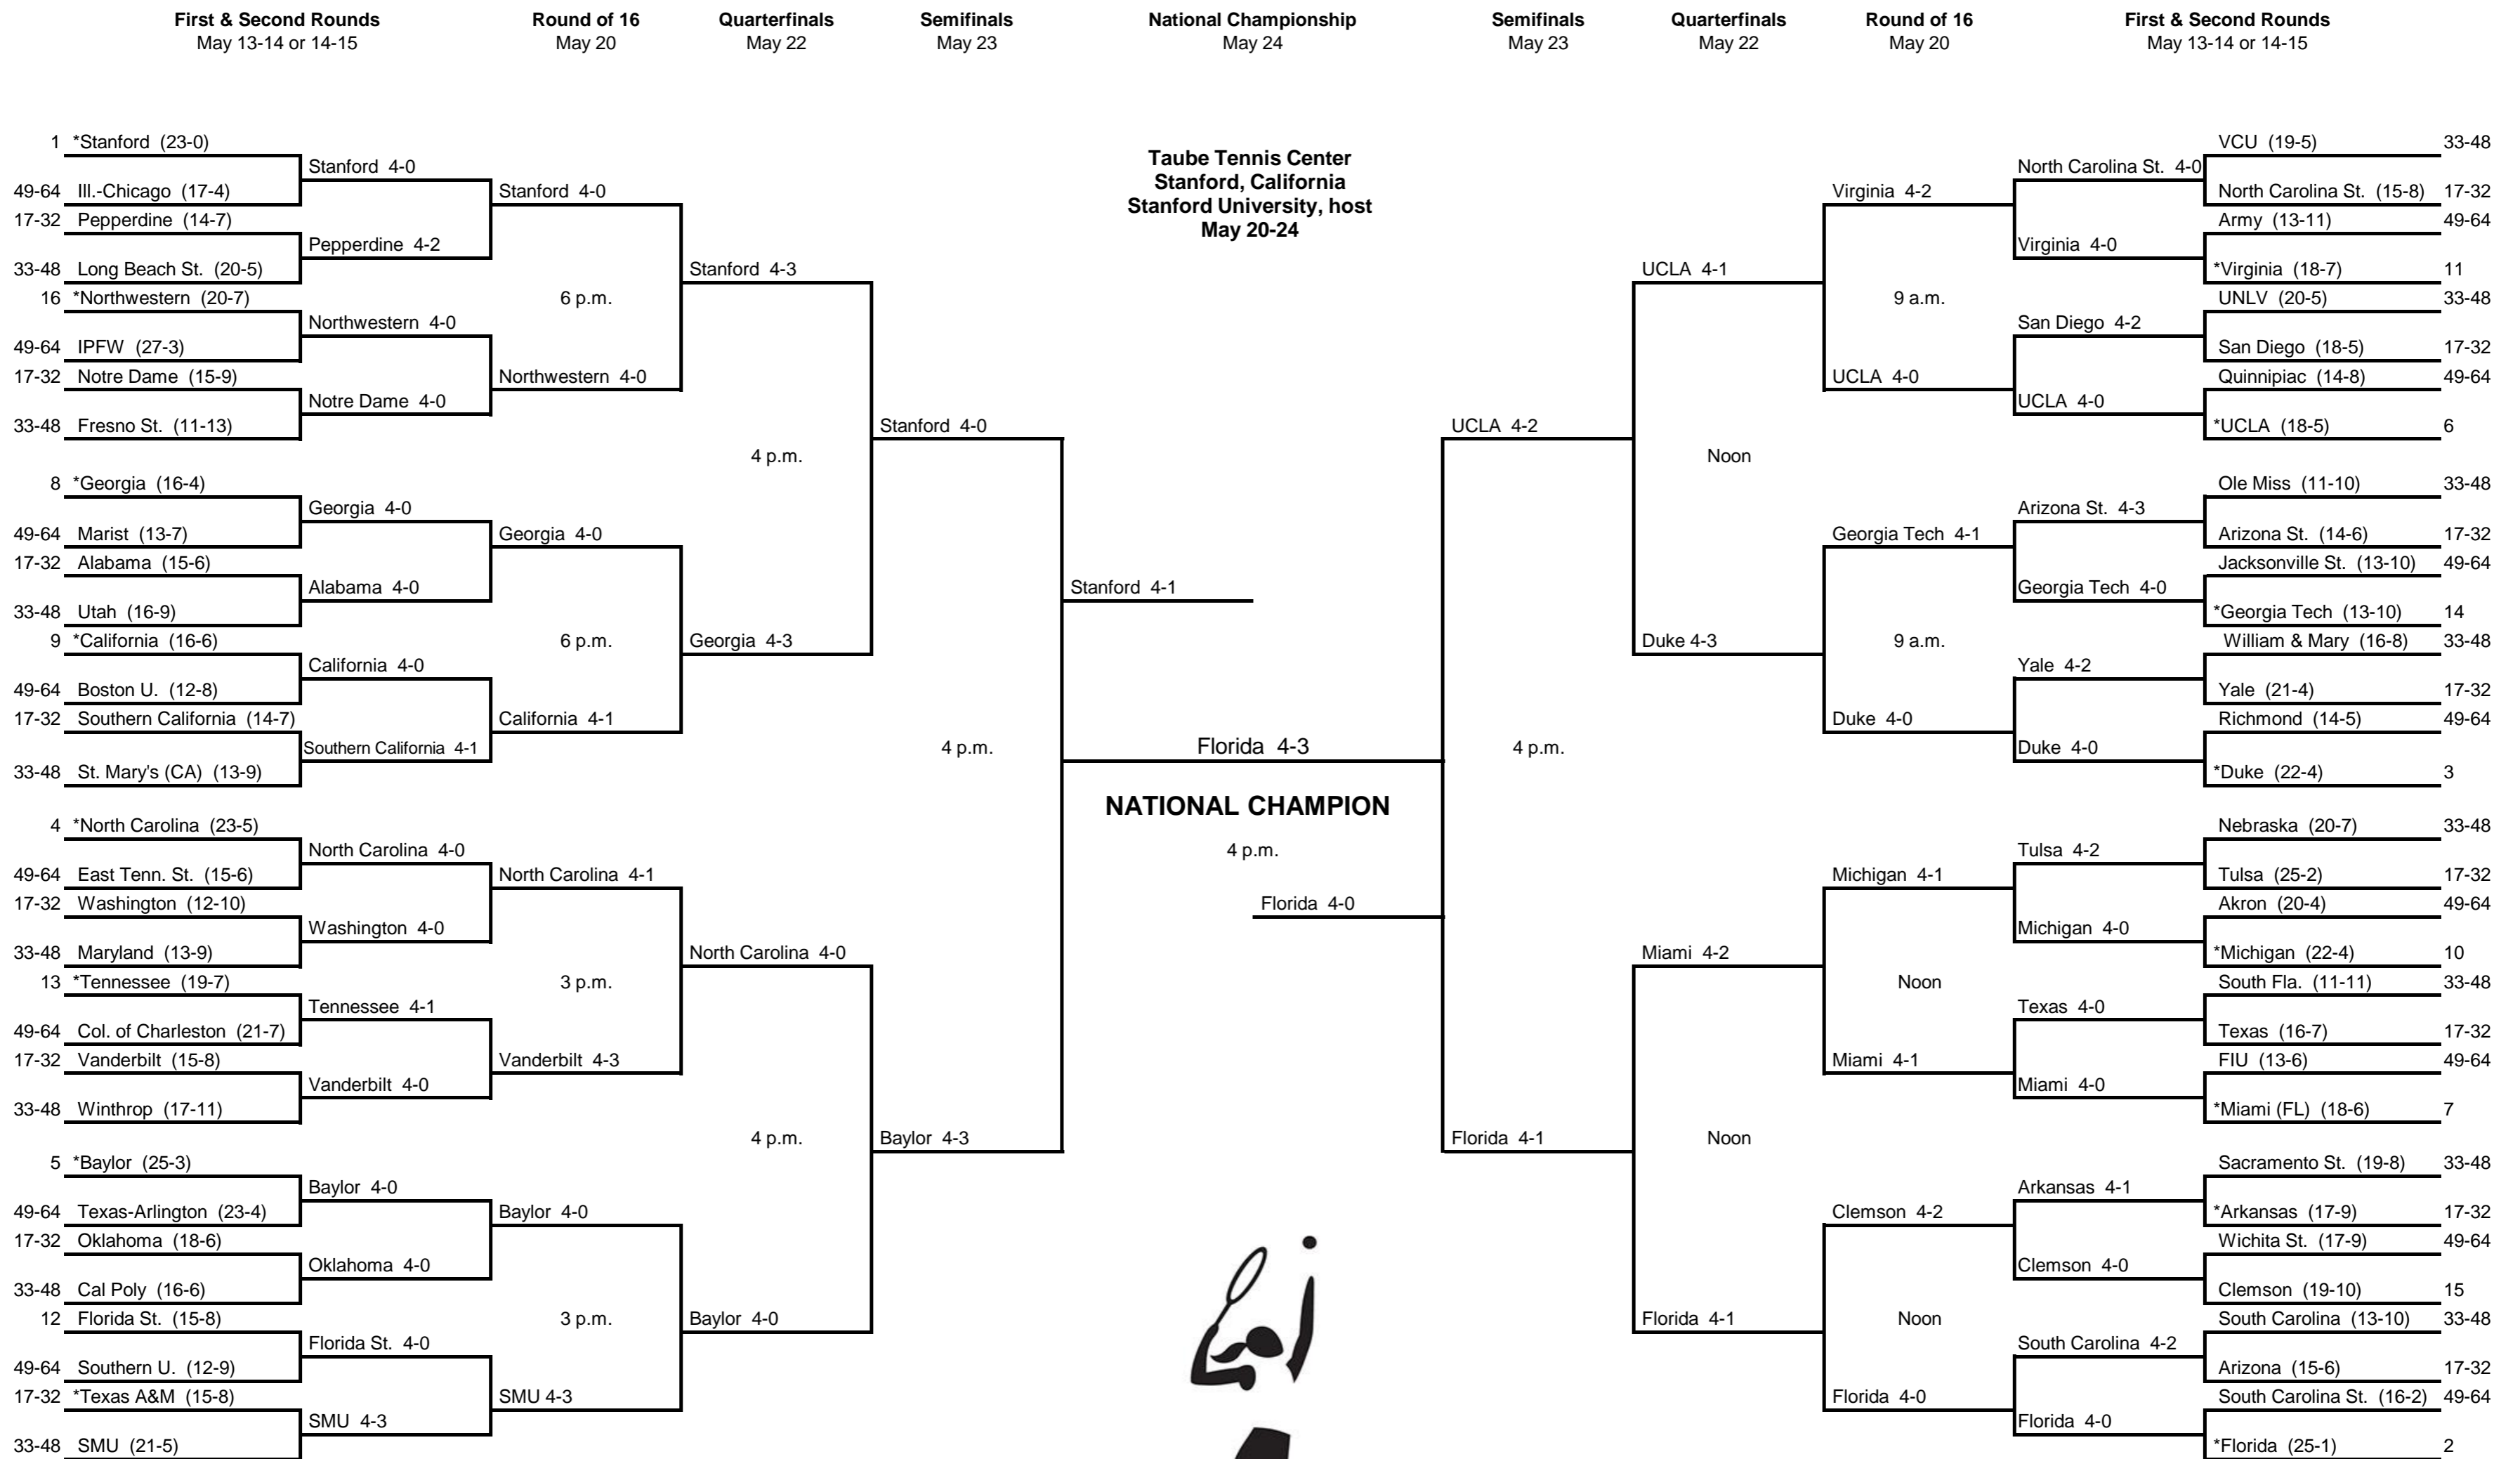 First & Second Rounds
May 13-14 or 14-15
Round of 16
May 20
Quarterfinals
May 22
Semifinals
May 23
National Championship
May 24
Semifinals
May 23
Quarterfinals
May 22
Round of 16
May 20
First & Second Rounds
May 13-14 or 14-15
1 *Stanford (23-0)
Stanford 4-0
49-64 Ill.-Chicago (17-4)
Stanford 4-0
17-32 Pepperdine (14-7)
Pepperdine 4-2
33-48 Long Beach St. (20-5)
Stanford 4-3
16 *Northwestern (20-7)
6 p.m.
Northwestern 4-0
49-64 IPFW (27-3)
17-32 Notre Dame (15-9)
Northwestern 4-0
Notre Dame 4-0
33-48 Fresno St. (11-13)
Stanford 4-0
4 p.m.
8 *Georgia (16-4)
Georgia 4-0
49-64 Marist (13-7)
Georgia 4-0
17-32 Alabama (15-6)
Alabama 4-0
33-48 Utah (16-9)
9 *California (16-6)
6 p.m.
Georgia 4-3
California 4-0
49-64 Boston U. (12-8)
17-32 Southern California (14-7)
California 4-1
Southern California 4-1
33-48 St. Mary's (CA) (13-9)
4 p.m.
4 *North Carolina (23-5)
North Carolina 4-0
49-64 East Tenn. St. (15-6)
North Carolina 4-1
17-32 Washington (12-10)
Washington 4-0
33-48 Maryland (13-9)
North Carolina 4-0
13 *Tennessee (19-7)
3 p.m.
Tennessee 4-1
49-64 Col. of Charleston (21-7)
17-32 Vanderbilt (15-8)
Vanderbilt 4-3
Vanderbilt 4-0
33-48 Winthrop (17-11)
4 p.m.
Baylor 4-3
5 *Baylor (25-3)
Baylor 4-0
49-64 Texas-Arlington (23-4)
Baylor 4-0
17-32 Oklahoma (18-6)
Oklahoma 4-0
33-48 Cal Poly (16-6)
12 Florida St. (15-8)
3 p.m.
Baylor 4-0
Florida St. 4-0
49-64 Southern U. (12-9)
17-32 *Texas A&M (15-8)
SMU 4-3
SMU 4-3
33-48 SMU (21-5)
Taube Tennis Center
Stanford, California
Stanford University, host
May 20-24
Stanford 4-1
Florida 4-3
NATIONAL CHAMPION
4 p.m.
Florida 4-0
VCU (19-5) 33-48
North Carolina St. 4-0
Virginia 4-2
North Carolina St. (15-8) 17-32
Army (13-11) 49-64
Virginia 4-0
UCLA 4-1
*Virginia (18-7) 11
9 a.m.
UNLV (20-5) 33-48
San Diego 4-2
San Diego (18-5) 17-32
UCLA 4-0
Quinnipiac (14-8) 49-64
UCLA 4-0
UCLA 4-2
*UCLA (18-5) 6
Noon
Ole Miss (11-10) 33-48
Arizona St. 4-3
Georgia Tech 4-1
Arizona St. (14-6) 17-32
Jacksonville St. (13-10) 49-64
Georgia Tech 4-0
*Georgia Tech (13-10) 14
Duke 4-3
9 a.m.
William & Mary (16-8) 33-48
Yale 4-2
Yale (21-4) 17-32
Duke 4-0
Richmond (14-5) 49-64
4 p.m.
Duke 4-0
*Duke (22-4) 3
Nebraska (20-7) 33-48
Tulsa 4-2
Michigan 4-1
Tulsa (25-2) 17-32
Akron (20-4) 49-64
Michigan 4-0
Miami 4-2
*Michigan (22-4) 10
Noon
South Fla. (11-11) 33-48
Texas 4-0
Texas (16-7) 17-32
Miami 4-1
FIU (13-6) 49-64
Miami 4-0
*Miami (FL) (18-6) 7
Florida 4-1
Noon
Sacramento St. (19-8) 33-48
Arkansas 4-1
Clemson 4-2
*Arkansas (17-9) 17-32
Wichita St. (17-9) 49-64
Clemson 4-0
Clemson (19-10) 15
Florida 4-1
Noon
South Carolina (13-10) 33-48
South Carolina 4-2
Arizona (15-6) 17-32
Florida 4-0
South Carolina St. (16-2) 49-64
Florida 4-0
*Florida (25-1) 2